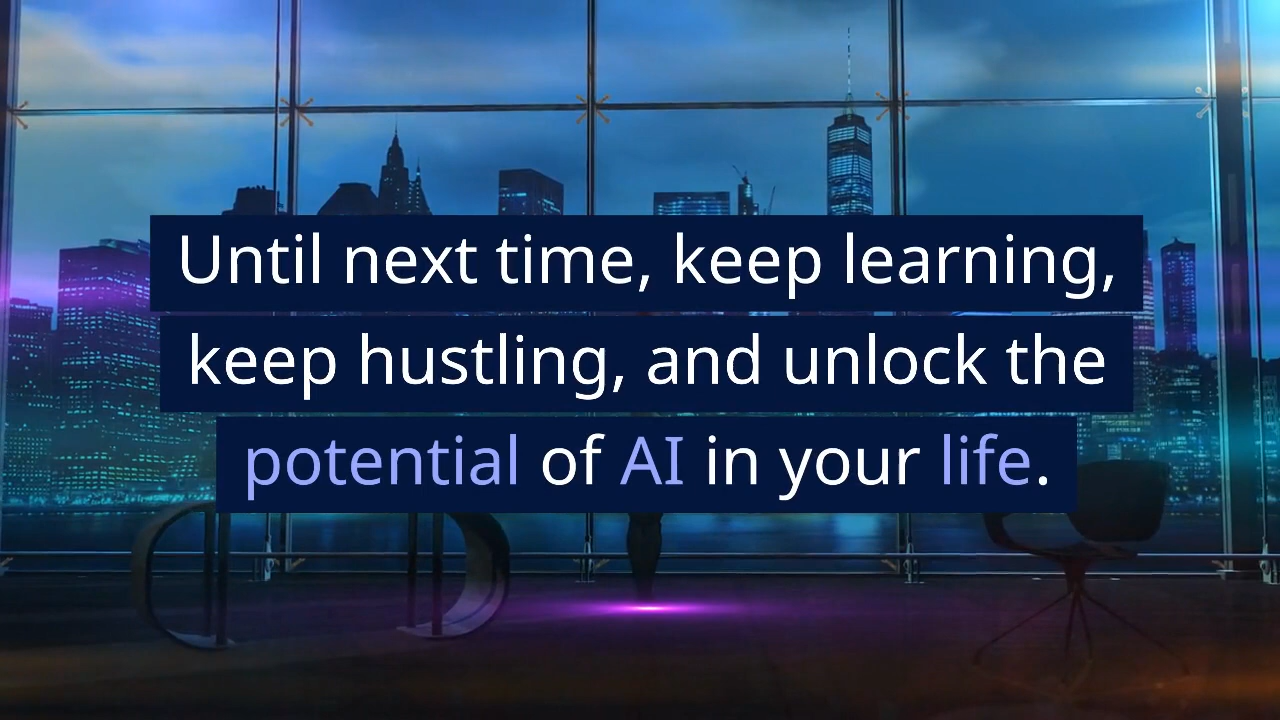 Until next time, keep learning,
keep hustling, and unlock the
potential of AI in your life.